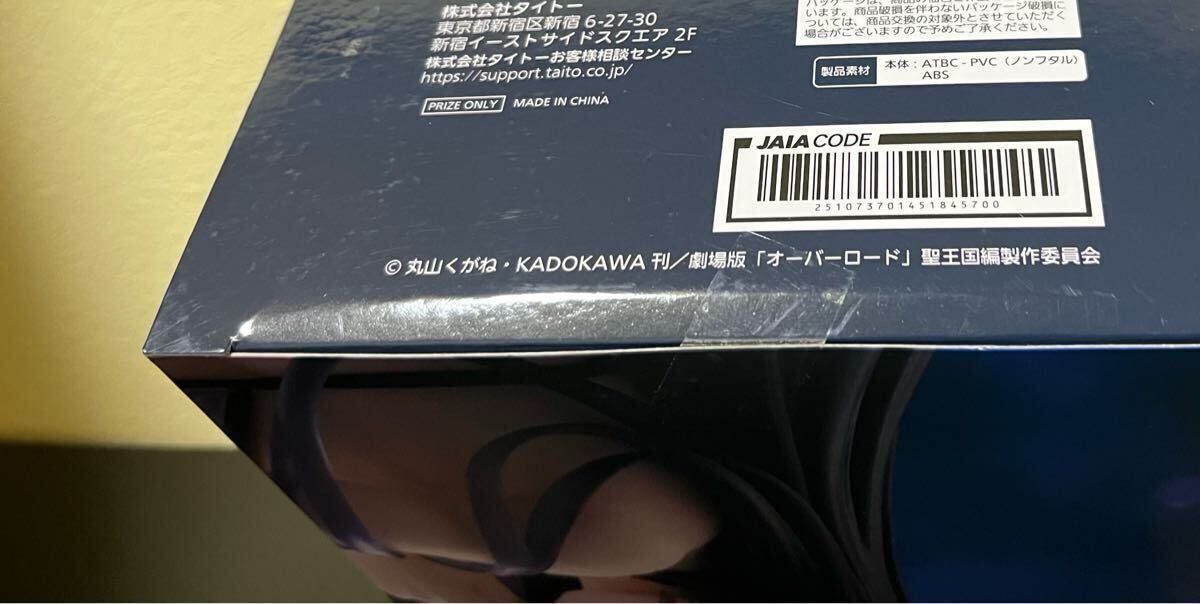 株式会社タイトー
東京都新宿区新宿 6-27-30
新宿イーストサイドスクエア 2F
株式会社タイトーお客様相談センター
https://support.taito.co.jp/
PRIZE ONLY MADE IN CHINA
います。商品破損を伴わないパッケージ破損に
ついては、商品交換の対象外とさせていただく
場合がございますので予めご了承ください。
製品素材 本体：ATBC-PVC（ノンフタル）
ABS
JAIA CODE
251073701451845700
© 丸山くがね・KADOKAWA 刊／劇場版「オーバーロード」聖王国編製作委員会